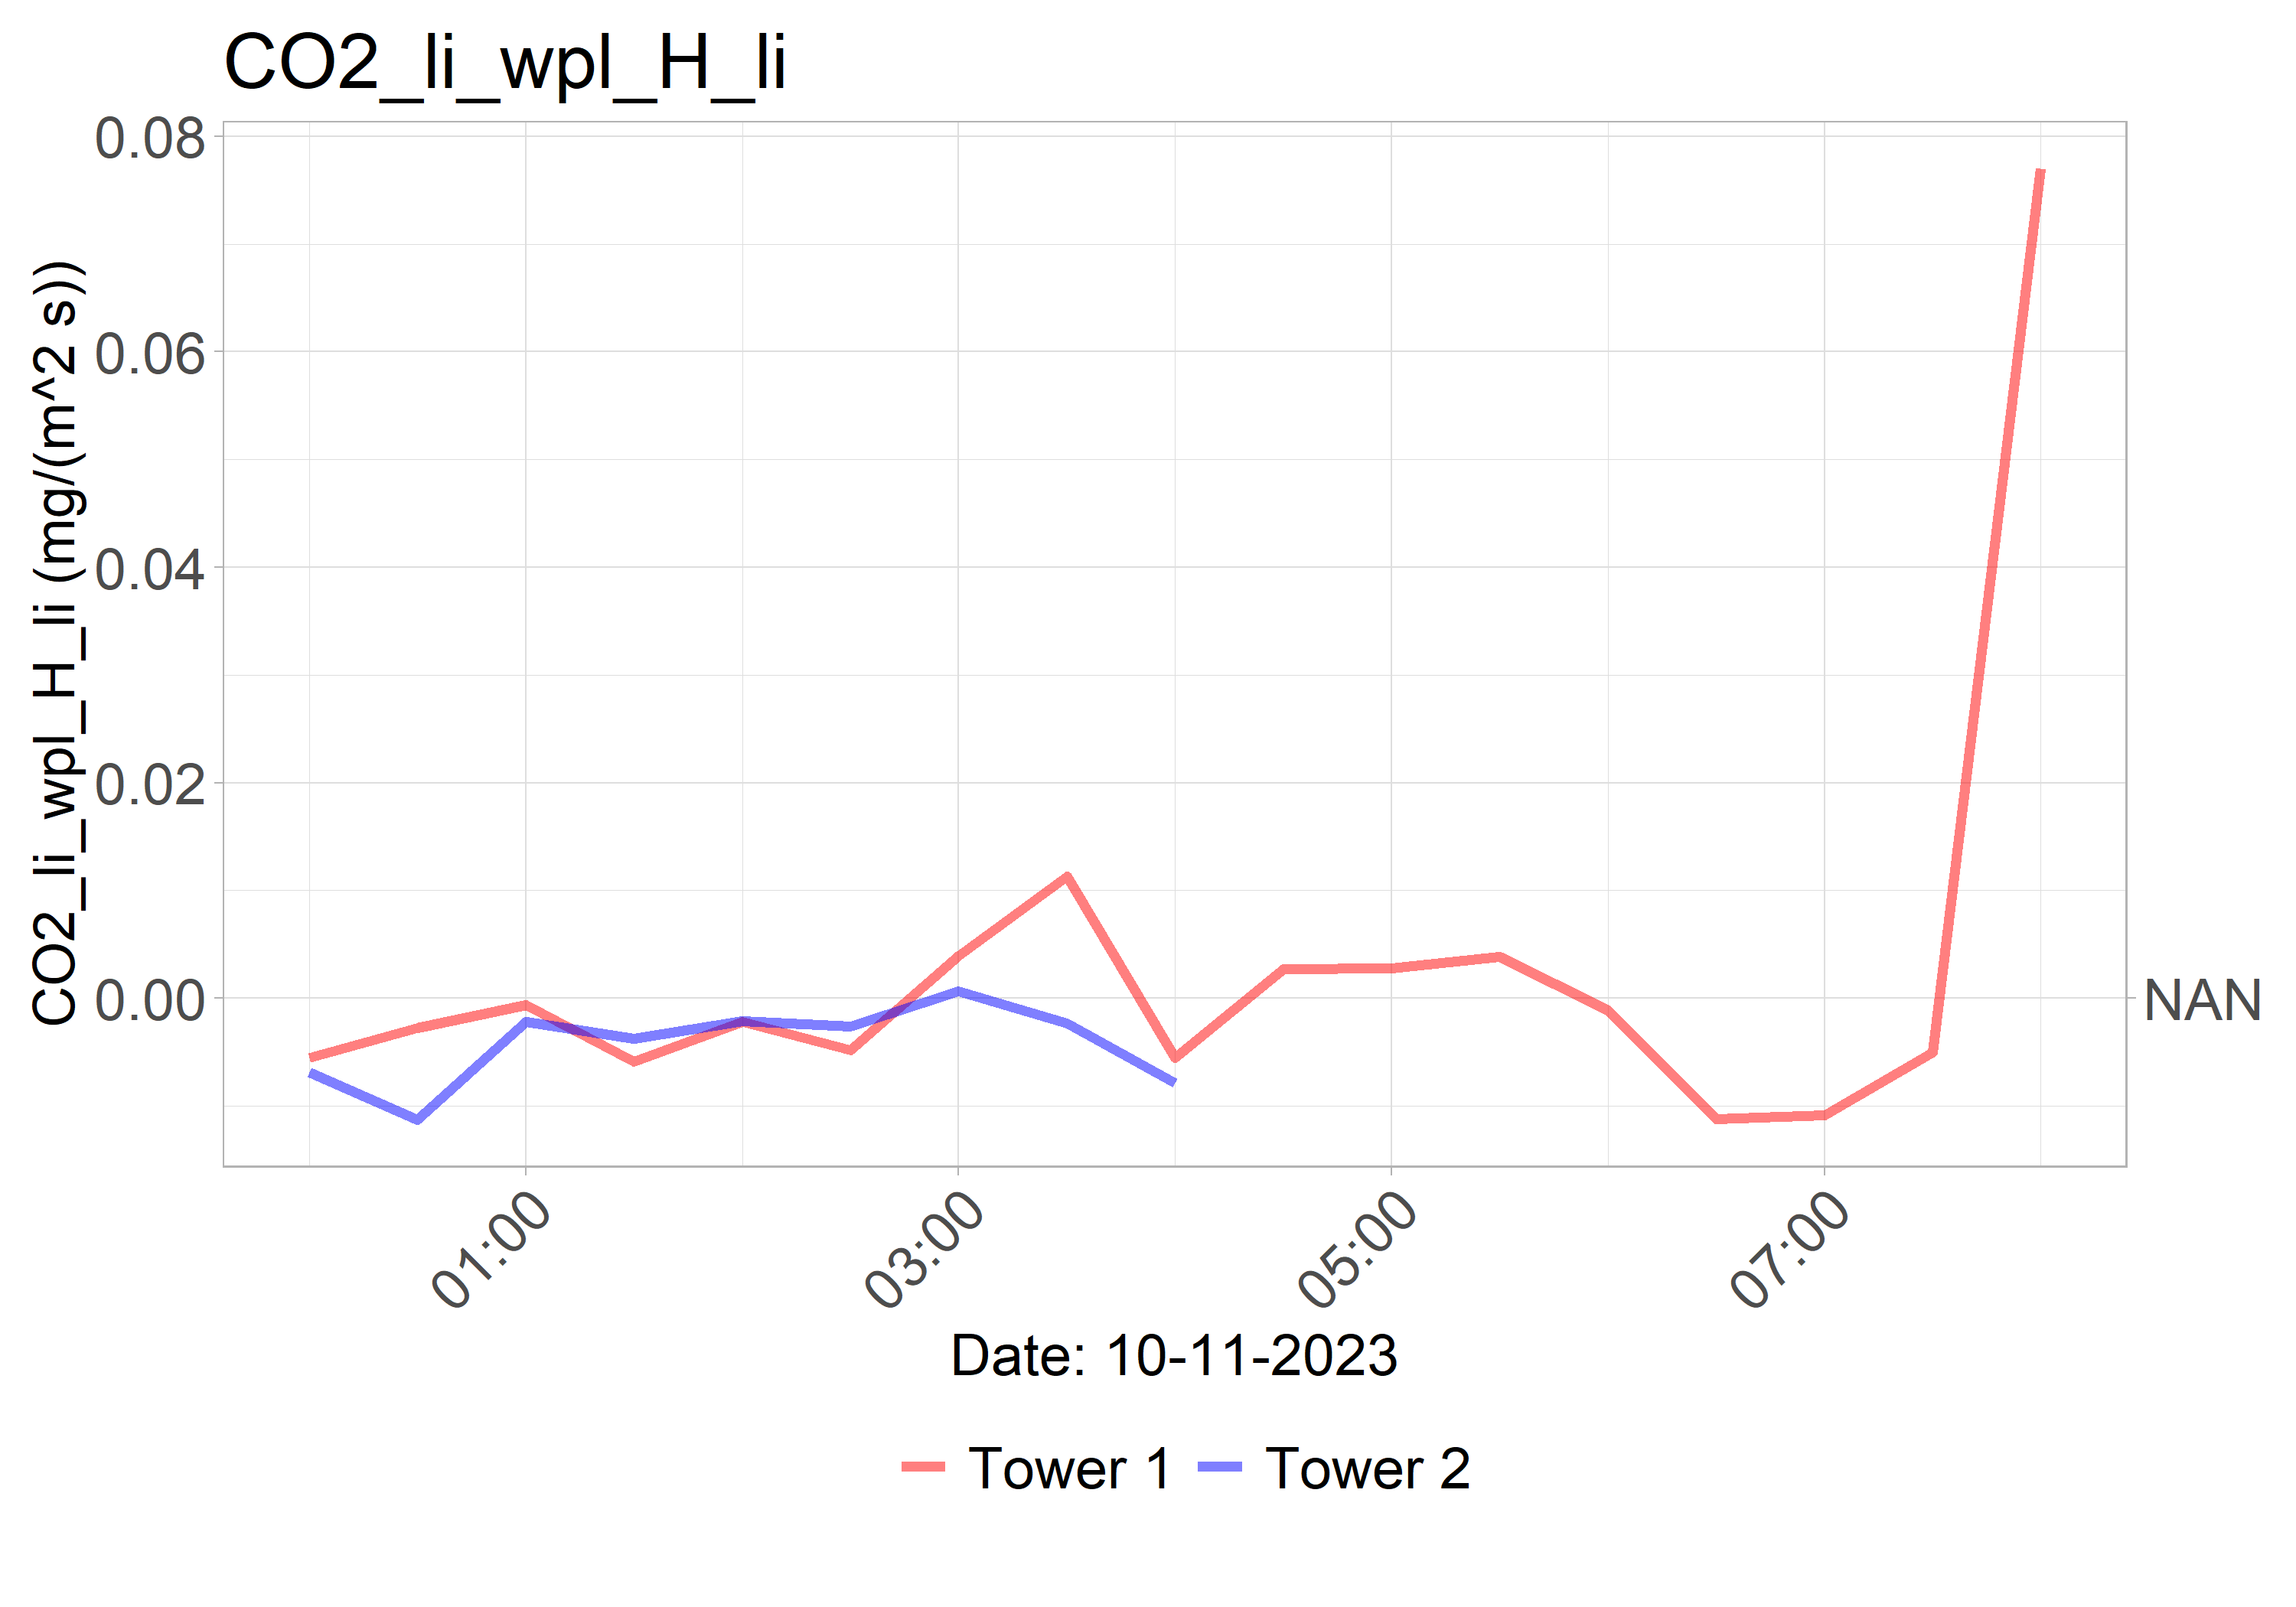 CO2_li_wpl_H_li
CO2_li_wpl_H_li (mg/(m^2 s))
0.08
0.06
0.04
0.02
0.00
NAN
01:00
03:00
05:00
07:00
Date: 10-11-2023
Tower 1
Tower 2